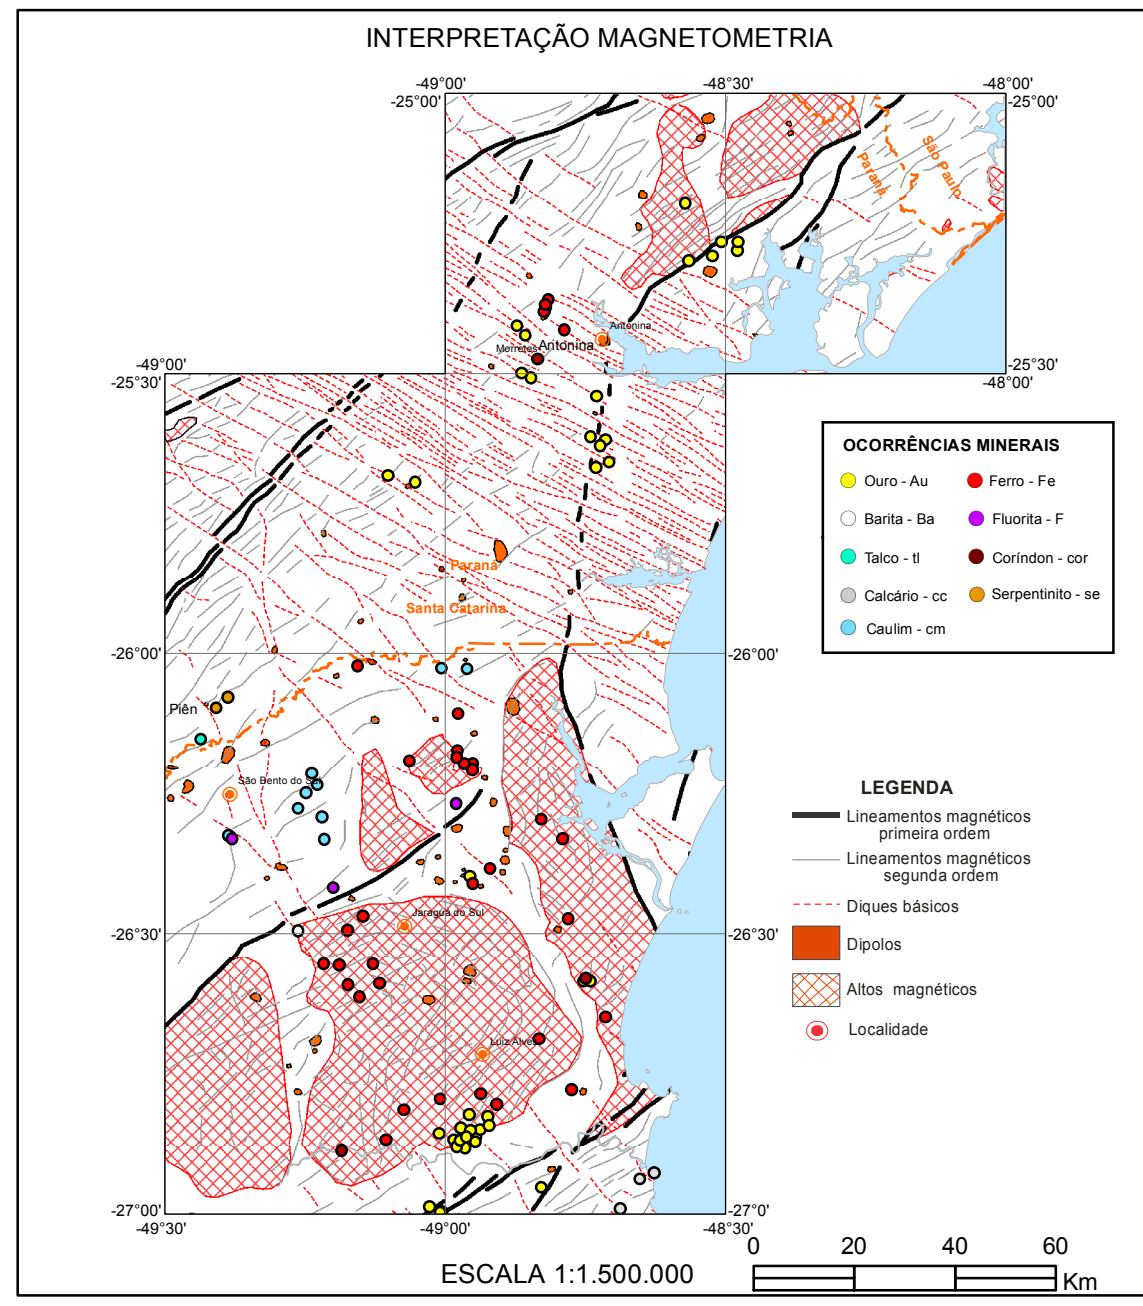 INTERPRETAÇÃO MAGNETOMETRIA
-49°00'
-48°30'
-48°00'
-25°00'
-25°00'
São Paulo
Paraná
Antonina
Morretes
Antonina
-49°00'
-25°30'
-25°30'
-48°00'
OCORRÊNCIAS MINERAIS
Ouro - Au
Ferro - Fe
Barita - Ba
Fluorita - F
Talco - tl
Coríndon - cor
Calcário - cc
Serpentinito - se
Caulim - cm
Paraná
Santa Catarina
-26°00'
-26°00'
Piên
São Bento do Sul
LEGENDA
Lineamentos magnéticos
primeira ordem
Lineamentos magnéticos
segunda ordem
Diques básicos
Dipolos
Altos magnéticos
Localidade
Jaraguá do Sul
-26°30'
-26°30'
Luiz Alves
-27°00'
-27°0'
-49°30'
-49°00'
-48°30'
ESCALA 1:1.500.000
0
20
40
60
Km